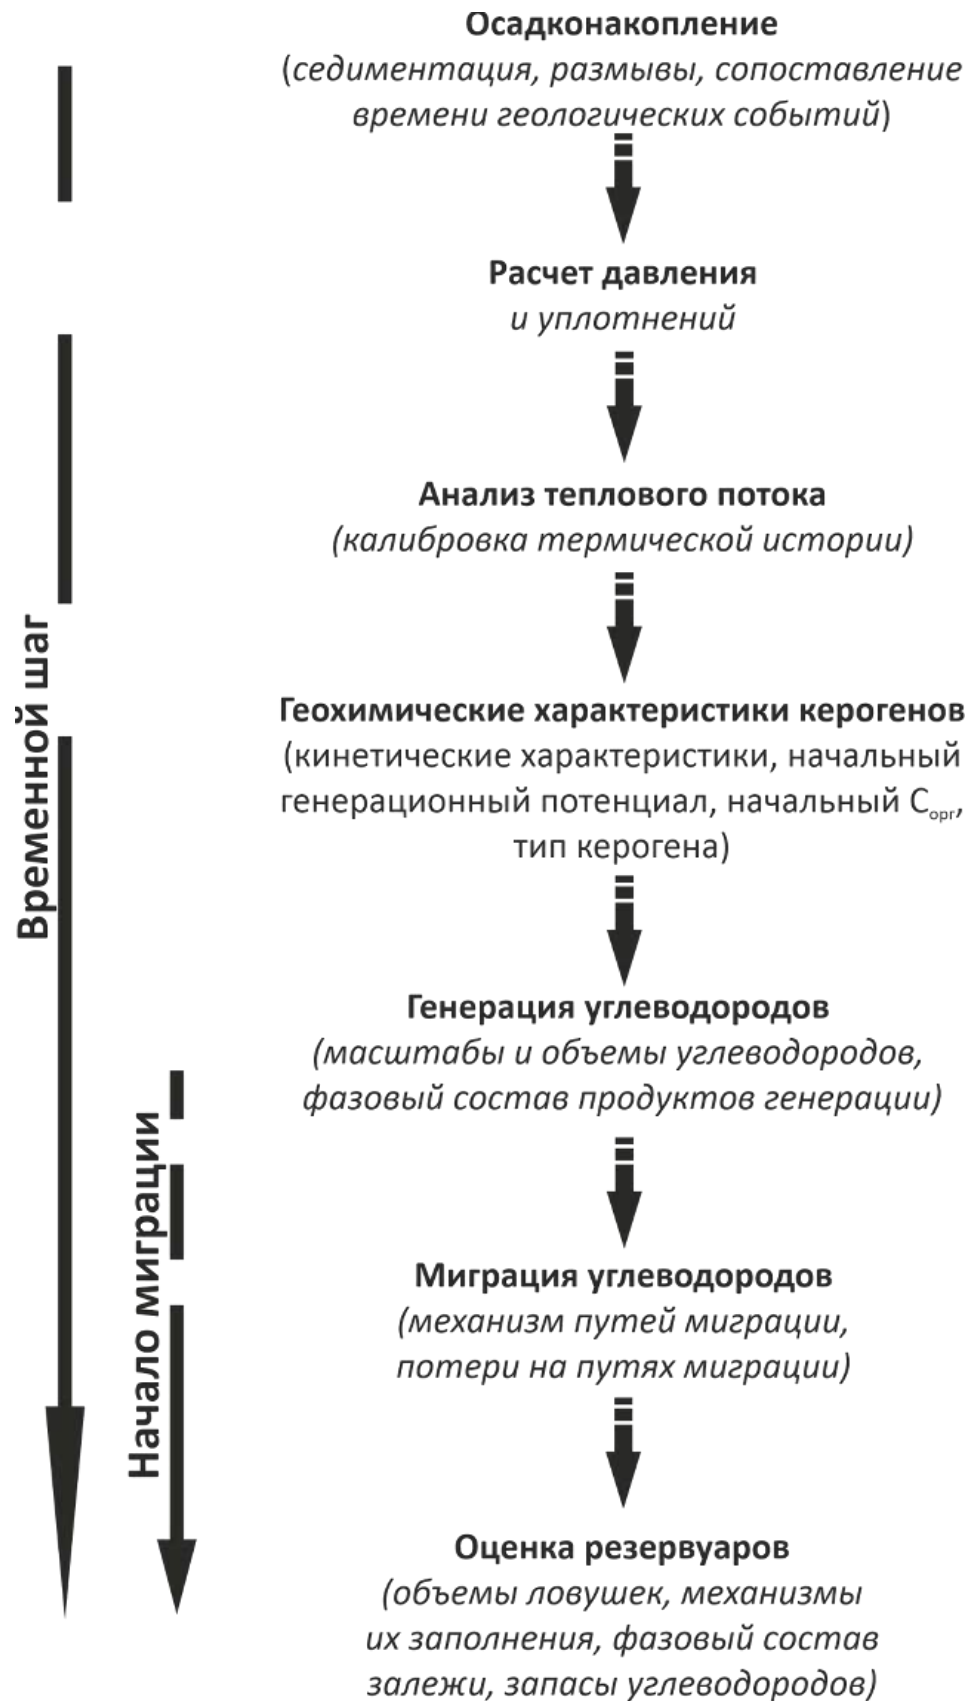 Осадконакопление
(седиментация, размывы, сопоставление
времени геологических событий)
Расчет давления
и уплотнений
Анализ теплового потока
(калибровка термической истории)
Геохимические характеристики керогенов
(кинетические характеристики, начальный
генерационный потенциал, начальный Cорг,
тип керогена)
Генерация углеводородов
(масштабы и объемы углеводородов,
фазовый состав продуктов генерации)
Миграция углеводородов
(механизм путей миграции,
потери на путях миграции)
Оценка резервуаров
(объемы ловушек, механизмы
их заполнения, фазовый состав
залежи, запасы углеводородов)
Временной шаг
Начало миграции